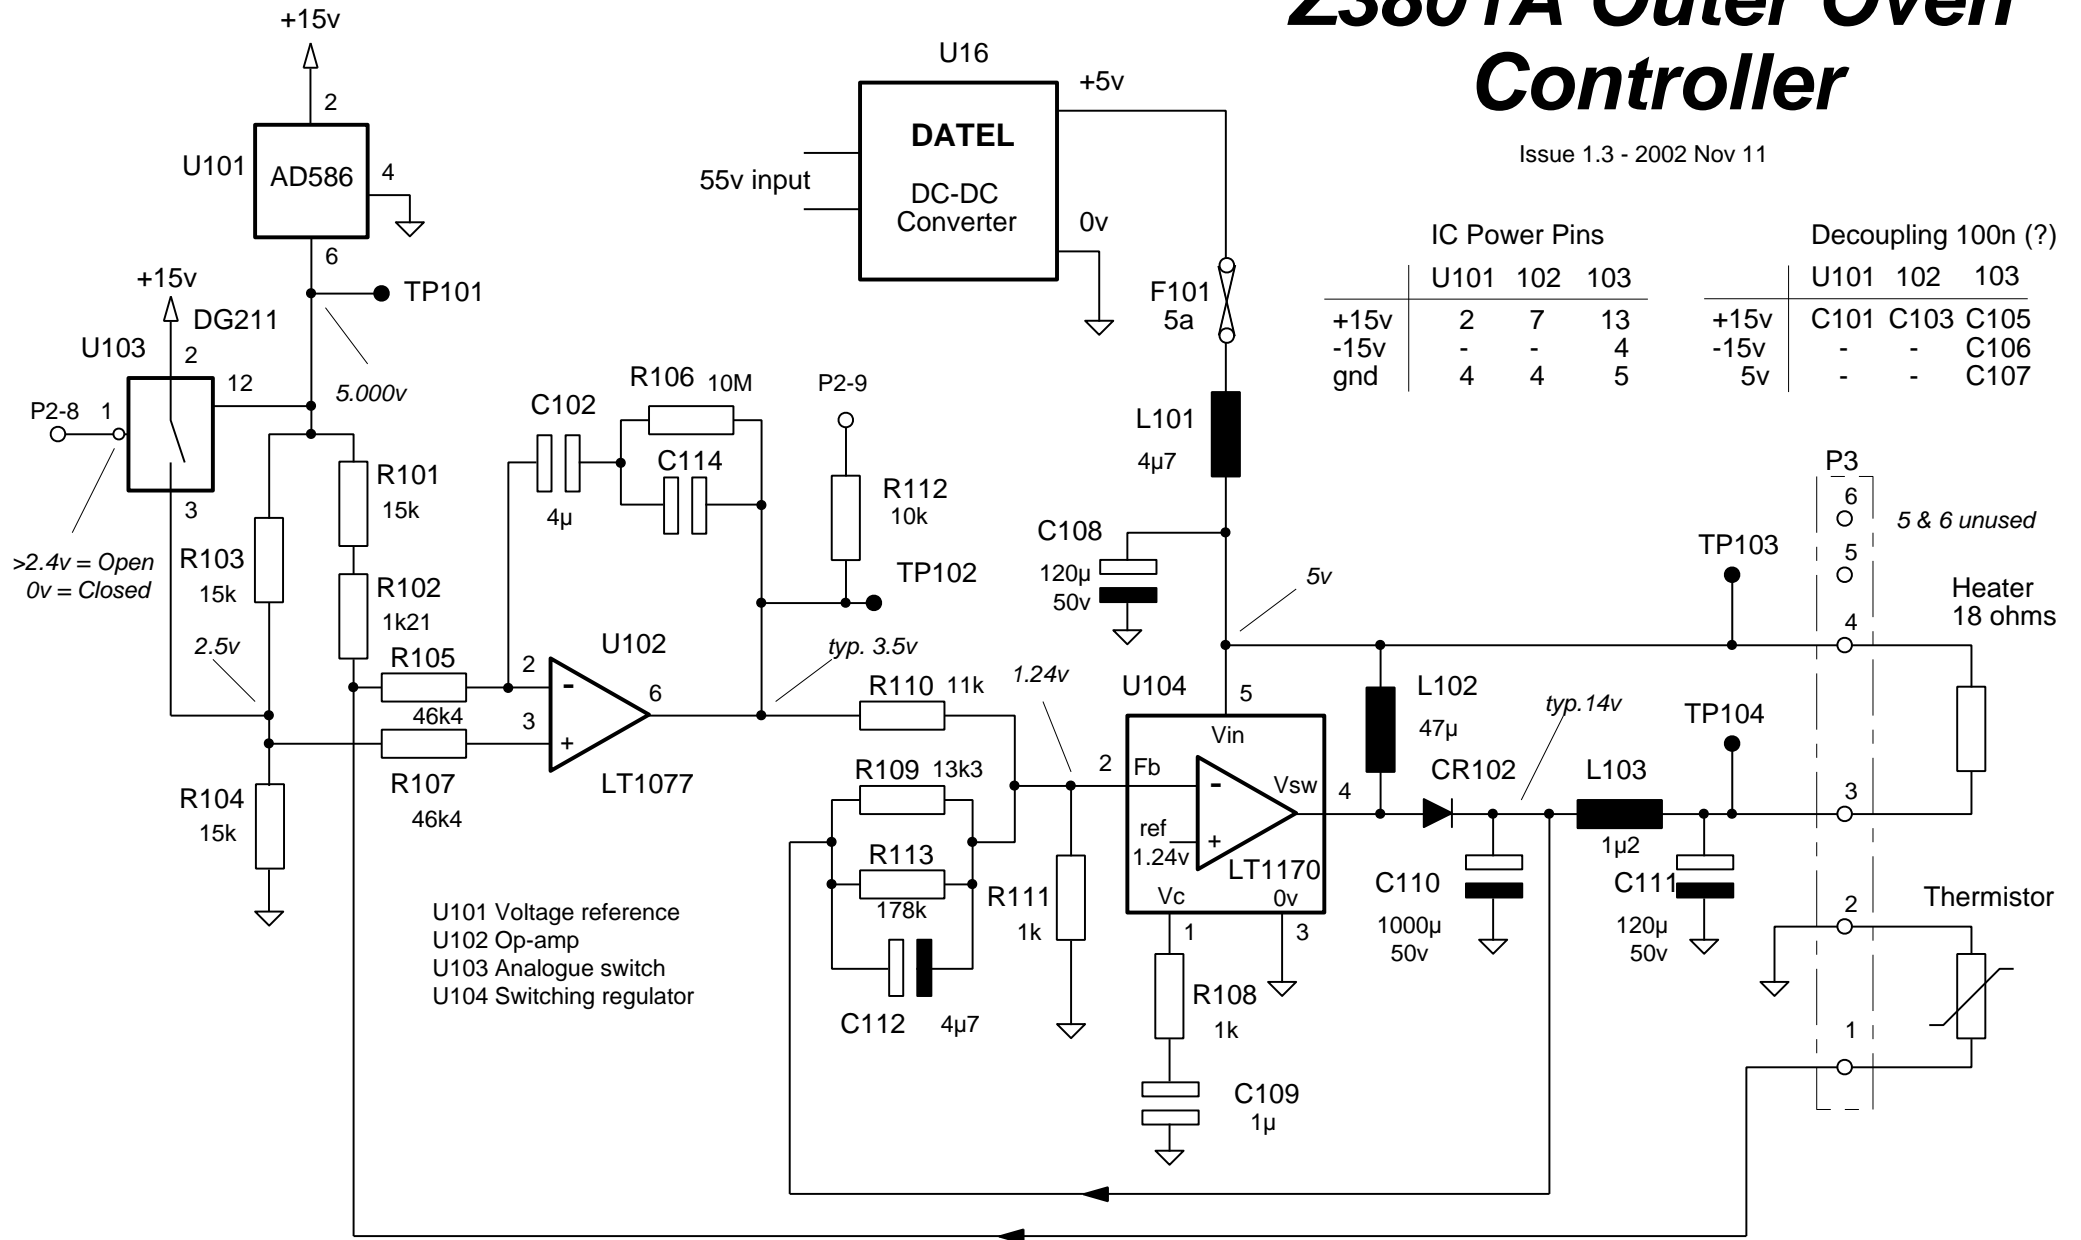 Z3801A Outer Oven
Controller
Issue 1.3 - 2002 Nov 11
+15v
2
U101
AD586
4
6
TP101
5.000v
+15v
DG211
U103
2
12
P2-8
1
3
>2.4v = Open
0v = Closed
R103
15k
R101
15k
R102
1k21
2.5v
R104
15k
R105
46k4
R107
46k4
C102
4µ
R106
10M
C114
P2-9
R112
10k
TP102
U102
2
-
3
+
6
LT1077
typ. 3.5v
U16
DATEL
DC-DC
Converter
55v input
+5v
0v
F101
5a
L101
4µ7
C108
120µ
50v
5v
1.24v
R110
11k
R109
13k3
R113
178k
C112
4µ7
R111
1k
U104
5
Vin
2
Fb
-
Vsw
4
ref
1.24v
+
LT1170
Vc
0v
1
3
R108
1k
C109
1µ
L102
47µ
CR102
typ.14v
L103
1µ2
C110
1000µ
50v
C111
120µ
50v
TP103
TP104
P3
6
5
5 & 6 unused
4
3
2
1
Heater
18 ohms
Thermistor
U101 Voltage reference
U102 Op-amp
U103 Analogue switch
U104 Switching regulator
IC Power Pins
U101 102 103
+15v 2 7 13
-15v - - 4
gnd 4 4 5
Decoupling 100n (?)
U101 102 103
+15v C101 C103 C105
-15v - - C106
5v - - C107